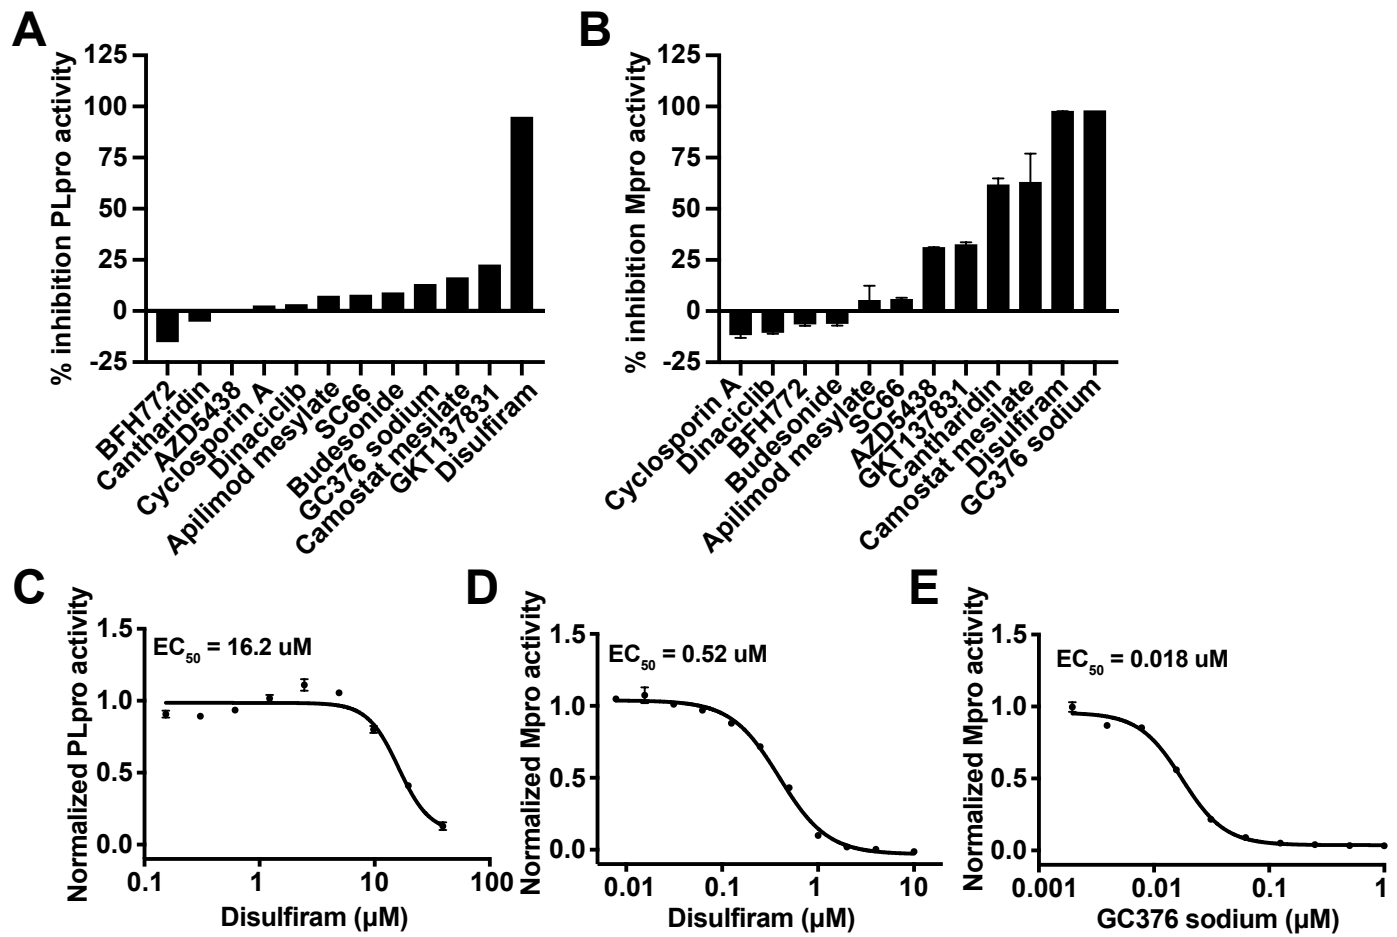 A
% inhibition PLpro activity
125
100
75
50
25
0
-25
BFH772
Cantharidin
AZD5438
Cyclosporin A
Dinaciclib
Apilimod mesylate
SC66
Budesonide
GC376 sodium
Camostat mesilate
GKT137831
Disulfiram
B
% inhibition Mpro activity
125
100
75
50
25
0
-25
Cyclosporin A
Dinaciclib
BFH772
Budesonide
Apilimod mesylate
SC66
AZD5438
GKT137831
Cantharidin
Camostat mesilate
Disulfiram
GC376 sodium
C
Normalized PLpro activity
1.5
1.0
0.5
0.0
EC50 = 16.2 uM
0.1 1 10 100
Disulfiram (µM)
D
Normalized Mpro activity
1.5
1.0
0.5
0.0
EC50 = 0.52 uM
0.01 0.1 1 10
Disulfiram (µM)
E
Normalized Mpro activity
1.5
1.0
0.5
0.0
EC50 = 0.018 uM
0.001 0.01 0.1 1
GC376 sodium (µM)